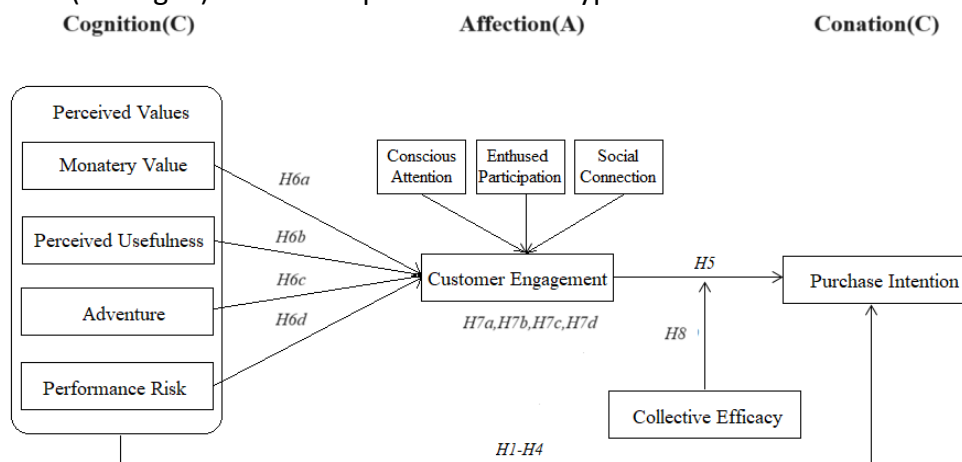 Cognition(C)
Affection(A)
Conation(C)
Perceived Values
Monatery Value
Perceived Usefulness
Adventure
Performance Risk
H6a
H6b
H6c
H6d
Conscious
Attention
Enthused
Participation
Social
Connection
Customer Engagement
H7a,H7b,H7c,H7d
H5
H8
Purchase Intention
Collective Efficacy
H1-H4